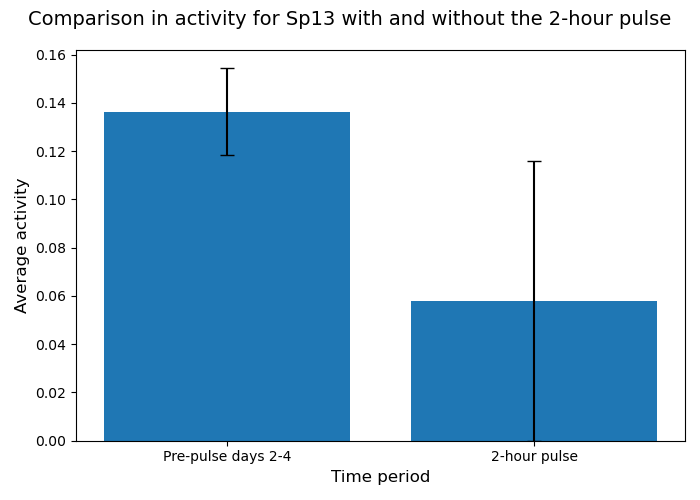 Comparison in activity for Sp13 with and without the 2-hour pulse
0.16
0.14
0.12
0.10
0.08
0.06
0.04
0.02
0.00
Average activity
Pre-pulse days 2-4
2-hour pulse
Time period